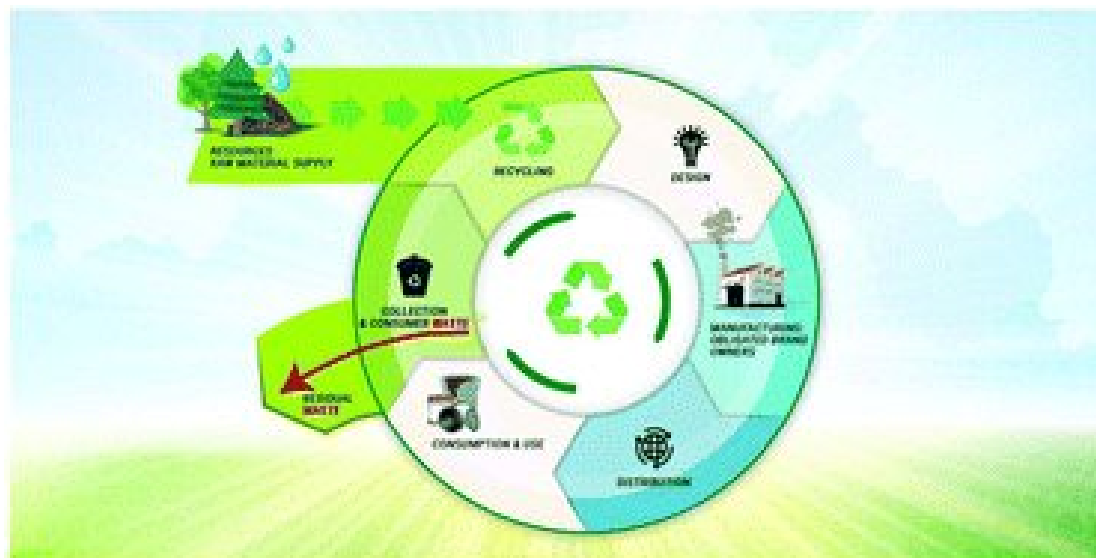 RESOURCES
RAW MATERIAL SUPPLY
RECYCLING
DESIGN
MANUFACTURING
OBLIGATED BRAND
OWNERS
DISTRIBUTION
CONSUMPTION & USE
COLLECTION
& CONSUMER WASTE
RESIDUAL
WASTE